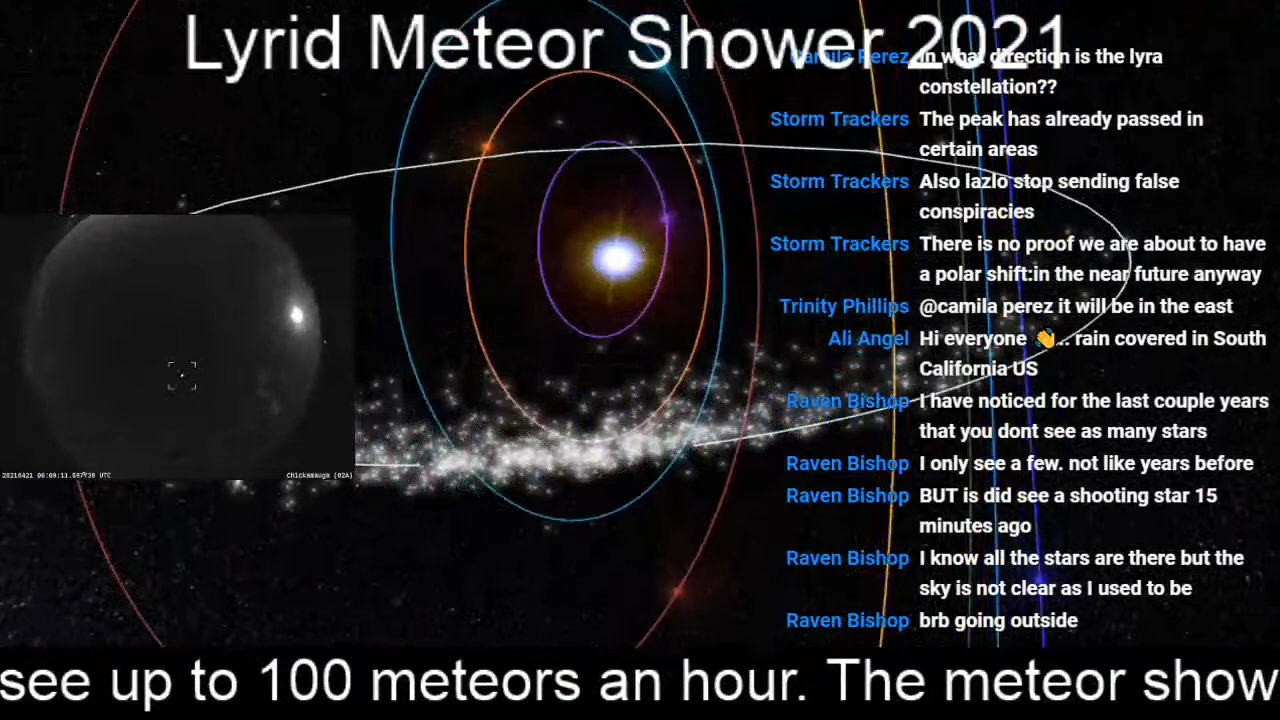 Lyrid Meteor Shower 2021
Camila Perez In what direction is the lyra
constellation??
Storm Trackers The peak has already passed in
certain areas
Storm Trackers Also lazlo stop sending false
conspiracies
Storm Trackers There is no proof we are about to have
a polar shift:in the near future anyway
Trinity Phillips @camila perez it will be in the east
Ali Angel Hi everyone 👋.. rain covered in South
California US
Raven Bishop I have noticed for the last couple years
that you dont see as many stars
Raven Bishop I only see a few. not like years before
Raven Bishop BUT is did see a shooting star 15
minutes ago
Raven Bishop I know all the stars are there but the
sky is not clear as I used to be
Raven Bishop brb going outside
Chickamauga (02A)
see up to 100 meteors an hour. The meteor show